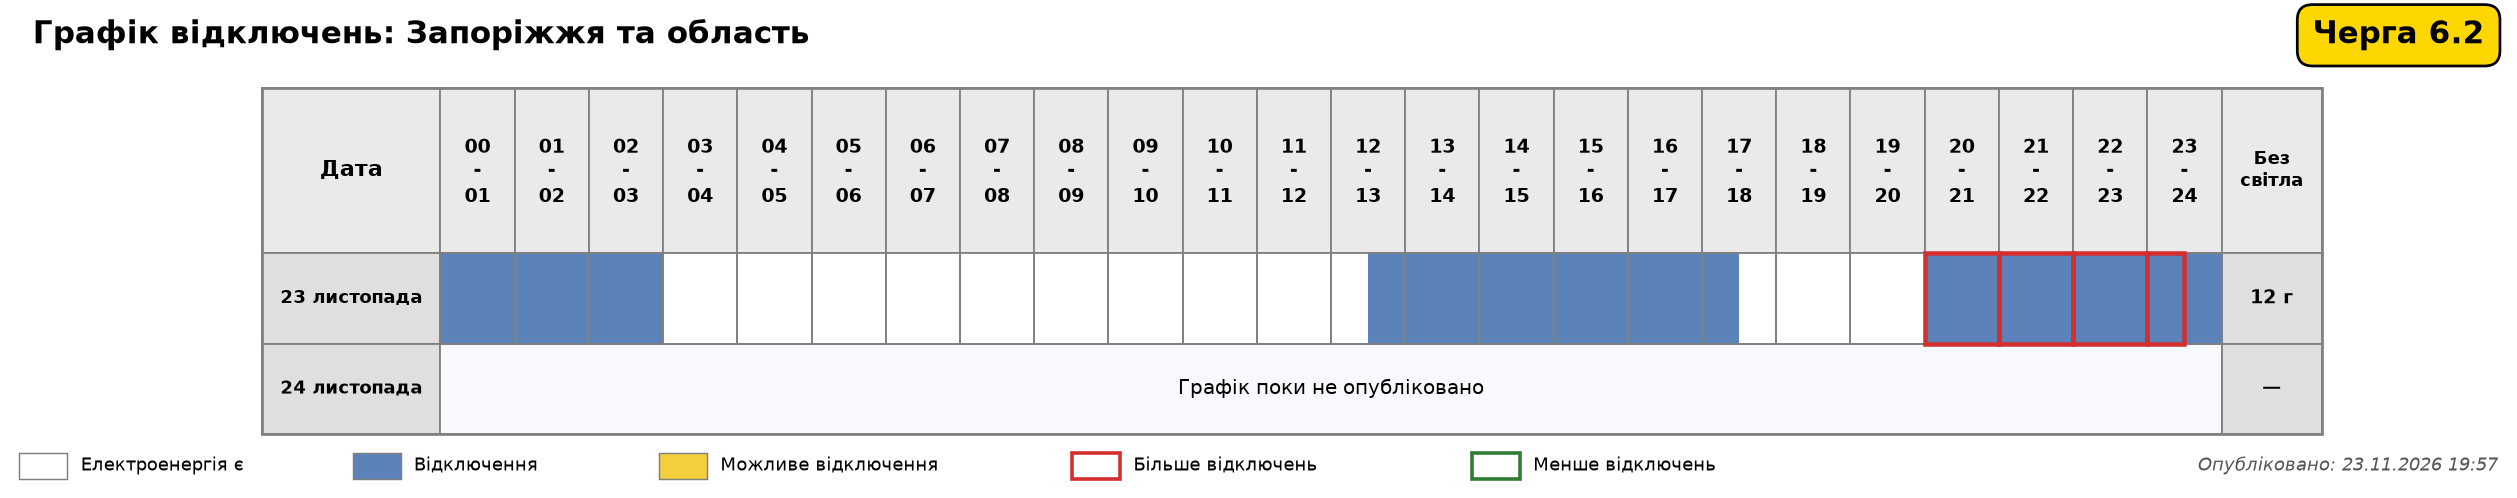 Графік відключень: Запоріжжя та область
Черга 6.2
Дата
00 - 01
01 - 02
02 - 03
03 - 04
04 - 05
05 - 06
06 - 07
07 - 08
08 - 09
09 - 10
10 - 11
11 - 12
12 - 13
13 - 14
14 - 15
15 - 16
16 - 17
17 - 18
18 - 19
19 - 20
20 - 21
21 - 22
22 - 23
23 - 24
Без
світла
23 листопада
12 г
24 листопада
Графік поки не опубліковано
—
Електроенергія є
Відключення
Можливе відключення
Більше відключень
Менше відключень
Опубліковано: 23.11.2026 19:57